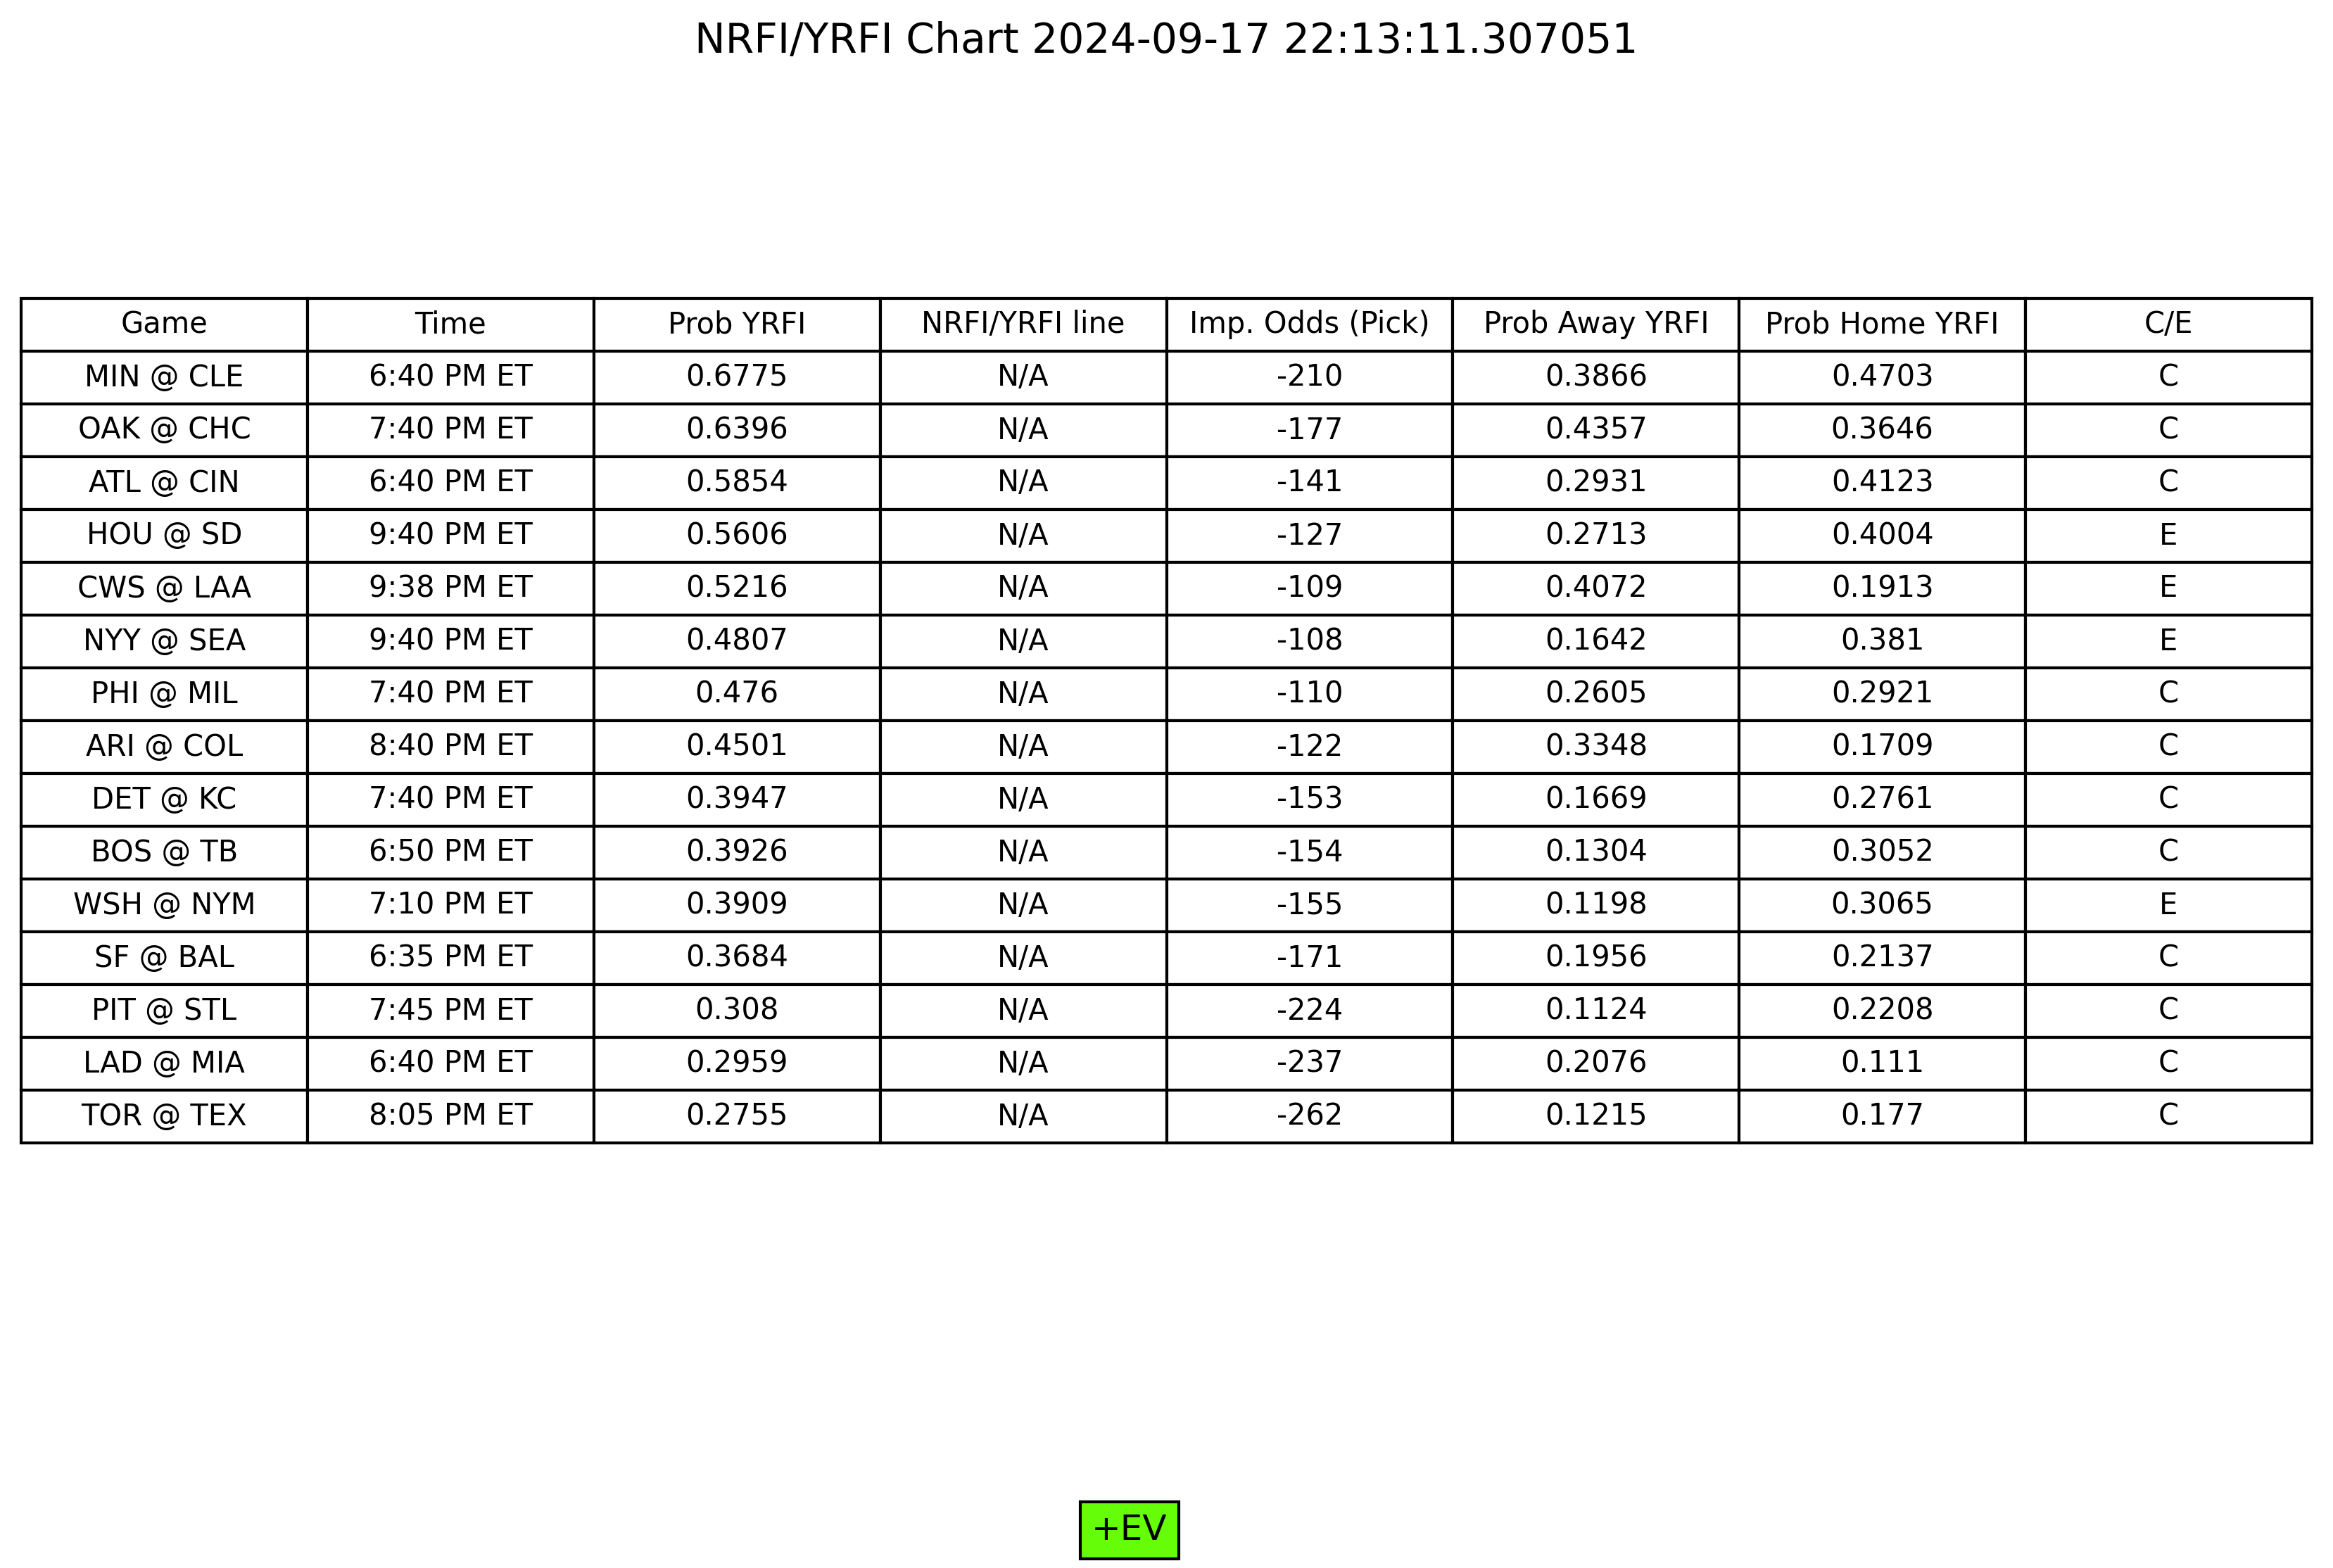 NRFI/YRFI Chart 2024-09-17 22:13:11.307051
Game Time Prob YRFI NRFI/YRFI line Imp. Odds (Pick) Prob Away YRFI Prob Home YRFI C/E
MIN @ CLE 6:40 PM ET 0.6775 N/A -210 0.3866 0.4703 C
OAK @ CHC 7:40 PM ET 0.6396 N/A -177 0.4357 0.3646 C
ATL @ CIN 6:40 PM ET 0.5854 N/A -141 0.2931 0.4123 C
HOU @ SD 9:40 PM ET 0.5606 N/A -127 0.2713 0.4004 E
CWS @ LAA 9:38 PM ET 0.5216 N/A -109 0.4072 0.1913 E
NYY @ SEA 9:40 PM ET 0.4807 N/A -108 0.1642 0.381 E
PHI @ MIL 7:40 PM ET 0.476 N/A -110 0.2605 0.2921 C
ARI @ COL 8:40 PM ET 0.4501 N/A -122 0.3348 0.1709 C
DET @ KC 7:40 PM ET 0.3947 N/A -153 0.1669 0.2761 C
BOS @ TB 6:50 PM ET 0.3926 N/A -154 0.1304 0.3052 C
WSH @ NYM 7:10 PM ET 0.3909 N/A -155 0.1198 0.3065 E
SF @ BAL 6:35 PM ET 0.3684 N/A -171 0.1956 0.2137 C
PIT @ STL 7:45 PM ET 0.308 N/A -224 0.1124 0.2208 C
LAD @ MIA 6:40 PM ET 0.2959 N/A -237 0.2076 0.111 C
TOR @ TEX 8:05 PM ET 0.2755 N/A -262 0.1215 0.177 C
+EV